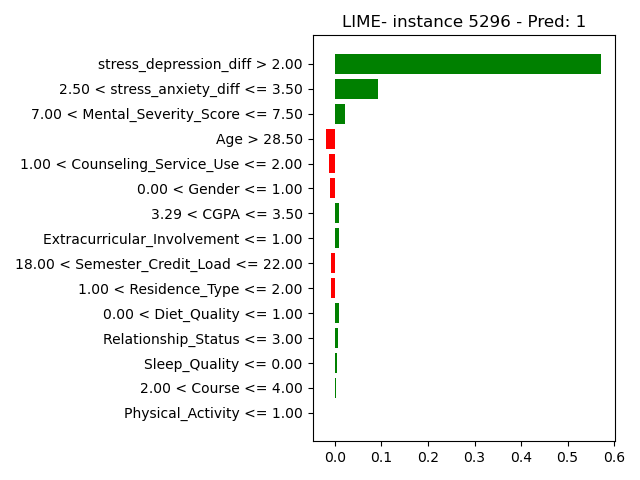 LIME- instance 5296 - Pred: 1
stress_depression_diff > 2.00
2.50 < stress_anxiety_diff <= 3.50
7.00 < Mental_Severity_Score <= 7.50
Age > 28.50
1.00 < Counseling_Service_Use <= 2.00
0.00 < Gender <= 1.00
3.29 < CGPA <= 3.50
Extracurricular_Involvement <= 1.00
18.00 < Semester_Credit_Load <= 22.00
1.00 < Residence_Type <= 2.00
0.00 < Diet_Quality <= 1.00
Relationship_Status <= 3.00
Sleep_Quality <= 0.00
2.00 < Course <= 4.00
Physical_Activity <= 1.00
0.0 0.1 0.2 0.3 0.4 0.5 0.6